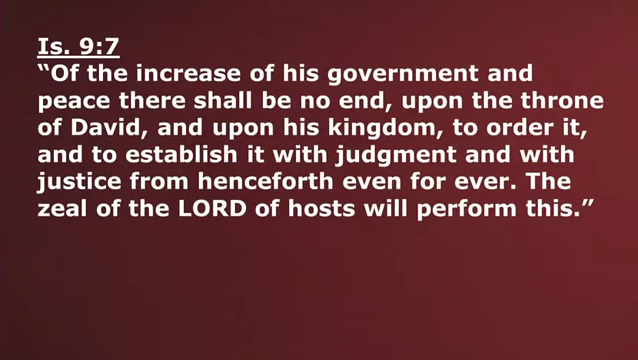 Is. 9:7
“Of the increase of his government and
peace there shall be no end, upon the throne
of David, and upon his kingdom, to order it,
and to establish it with judgment and with
justice from henceforth even for ever. The
zeal of the LORD of hosts will perform this.”